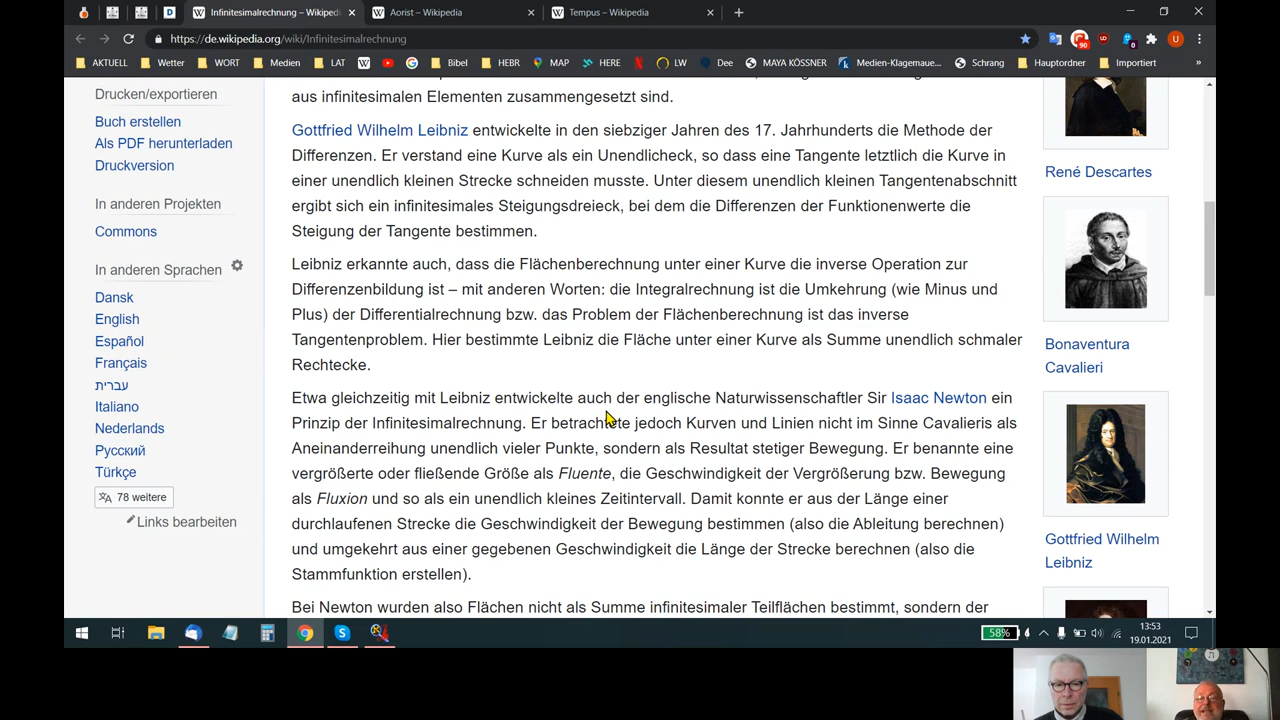 Infinitesimalrechnung – Wikipedi
Aorist – Wikipedia
Tempus – Wikipedia
https://de.wikipedia.org/wiki/Infinitesimalrechnung
90
0
U
AKTUELL
Wetter
WORT
Medien
LAT
Bibel
HEBR
MAP
HERE
LW
Dee
MAYA KÖSSNER
Medien-Klagemaue...
Schrang
Hauptordner
Importiert
»
Drucken/exportieren
Buch erstellen
Als PDF herunterladen
Druckversion
In anderen Projekten
Commons
In anderen Sprachen
Dansk
English
Español
Français
עברית
Italiano
Nederlands
Русский
Türkçe
78 weitere
Links bearbeiten
aus infinitesimalen Elementen zusammengesetzt sind.
Gottfried Wilhelm Leibniz entwickelte in den siebziger Jahren des 17. Jahrhunderts die Methode der
Differenzen. Er verstand eine Kurve als ein Unendlicheck, so dass eine Tangente letztlich die Kurve in
einer unendlich kleinen Strecke schneiden musste. Unter diesem unendlich kleinen Tangentenabschnitt
ergibt sich ein infinitesimales Steigungsdreieck, bei dem die Differenzen der Funktionenwerte die
Steigung der Tangente bestimmen.
Leibniz erkannte auch, dass die Flächenberechnung unter einer Kurve die inverse Operation zur
Differenzenbildung ist – mit anderen Worten: die Integralrechnung ist die Umkehrung (wie Minus und
Plus) der Differentialrechnung bzw. das Problem der Flächenberechnung ist das inverse
Tangentenproblem. Hier bestimmte Leibniz die Fläche unter einer Kurve als Summe unendlich schmaler
Rechtecke.
Etwa gleichzeitig mit Leibniz entwickelte auch der englische Naturwissenschaftler Sir Isaac Newton ein
Prinzip der Infinitesimalrechnung. Er betrachtete jedoch Kurven und Linien nicht im Sinne Cavalieris als
Aneinanderreihung unendlich vieler Punkte, sondern als Resultat stetiger Bewegung. Er benannte eine
vergrößerte oder fließende Größe als Fluente, die Geschwindigkeit der Vergrößerung bzw. Bewegung
als Fluxion und so als ein unendlich kleines Zeitintervall. Damit konnte er aus der Länge einer
durchlaufenen Strecke die Geschwindigkeit der Bewegung bestimmen (also die Ableitung berechnen)
und umgekehrt aus einer gegebenen Geschwindigkeit die Länge der Strecke berechnen (also die
Stammfunktion erstellen).
Bei Newton wurden also Flächen nicht als Summe infinitesimaler Teilflächen bestimmt, sondern der
René Descartes
Bonaventura
Cavalieri
Gottfried Wilhelm
Leibniz
58%
13:53
19.01.2021